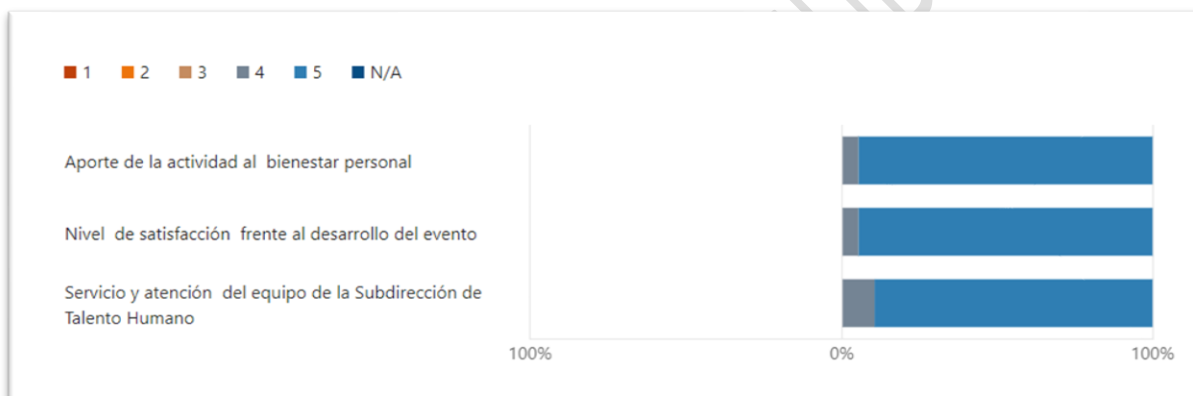 1 2 3 4 5 N/A
Aporte de la actividad al bienestar personal
Nivel de satisfacción frente al desarrollo del evento
Servicio y atención del equipo de la Subdirección de
Talento Humano
100% 0% 100%